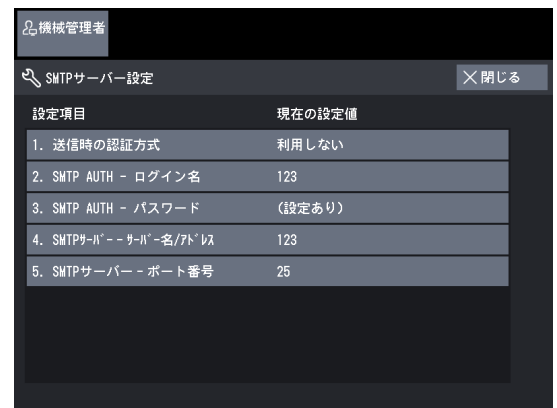 機械管理者
SMTPサーバー設定
閉じる
設定項目 現在の設定値
1. 送信時の認証方式 利用しない
2. SMTP AUTH - ログイン名 123
3. SMTP AUTH - パスワード (設定あり)
4. SMTPｻｰﾊﾞｰ - ｻｰﾊﾞｰ名/ｱﾄﾞﾚｽ 123
5. SMTPサーバー - ポート番号 25